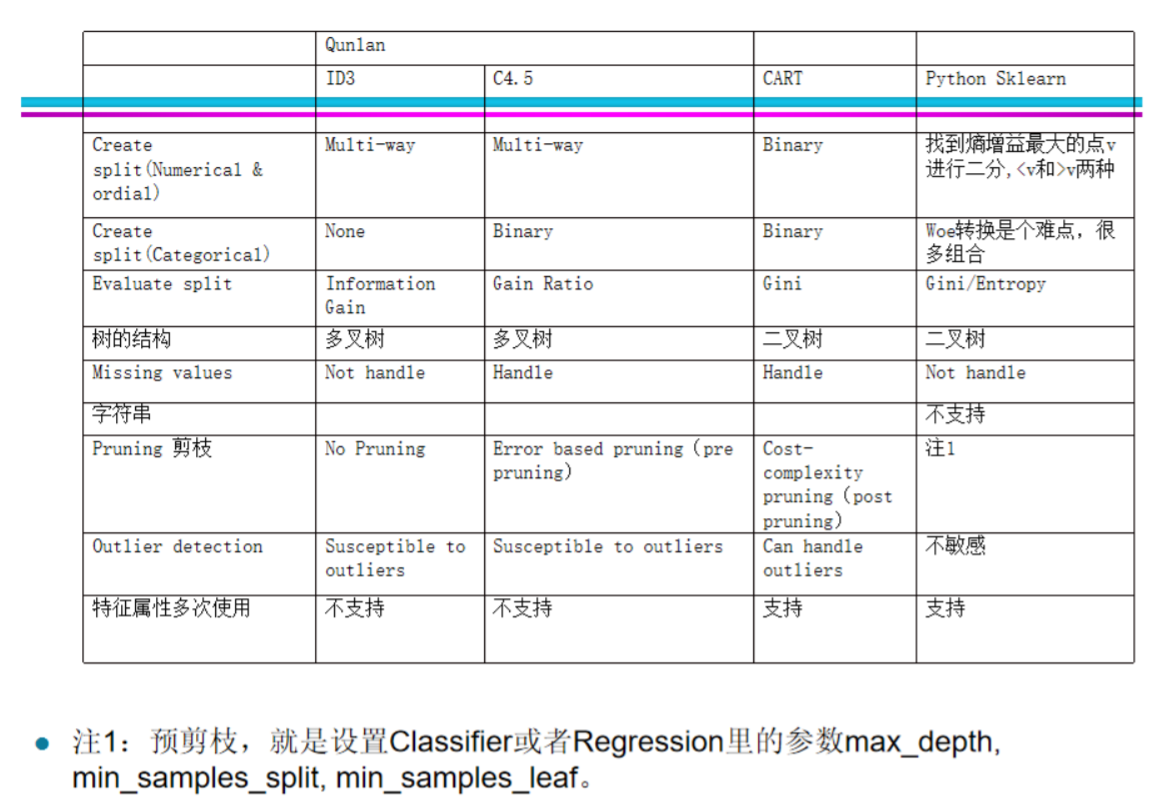 Qunlan
ID3 C4.5 CART Python Sklearn
Create split(Numerical & ordial) Multi-way Multi-way Binary 找到熵增益最大的点v进行二分,<v和>v两种
Create split(Categorical) None Binary Binary Woe转换是个难点，很多组合
Evaluate split Information Gain Gain Ratio Gini Gini/Entropy
树的结构 多叉树 多叉树 二叉树 二叉树
Missing values Not handle Handle Handle Not handle
字符串 不支持
Pruning 剪枝 No Pruning Error based pruning（pre pruning) Cost-complexity pruning（post pruning) 注1
Outlier detection Susceptible to outliers Susceptible to outliers Can handle outliers 不敏感
特征属性多次使用 不支持 不支持 支持 支持
注1：预剪枝，就是设置Classifier或者Regression里的参数max_depth,
min_samples_split, min_samples_leaf。